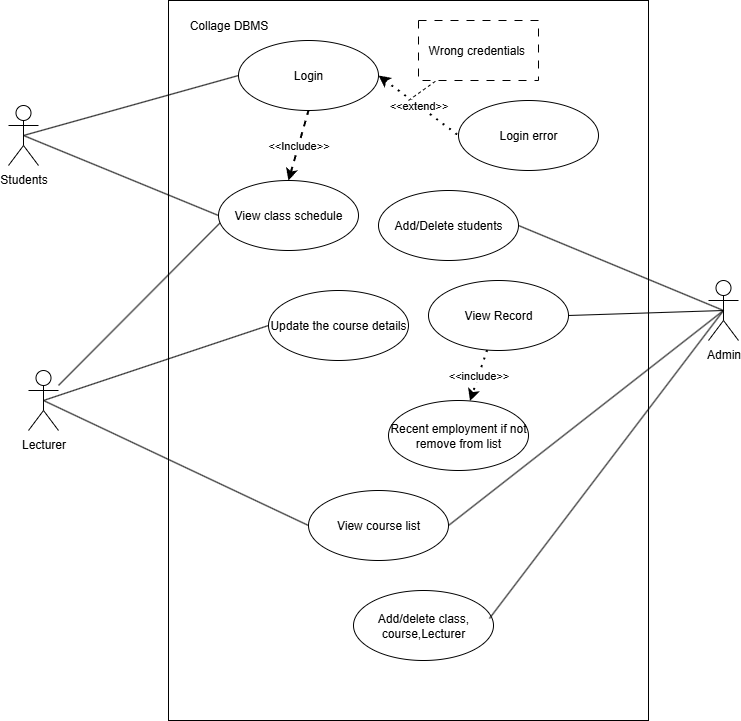 Collage DBMS
Wrong credentials
Login
<<extend>>
Login error
<<Include>>
Students
View class schedule
Add/Delete students
View Record
Update the course details
Admin
<<include>>
Recent employment if not
remove from list
Lecturer
View course list
Add/delete class,
course,Lecturer